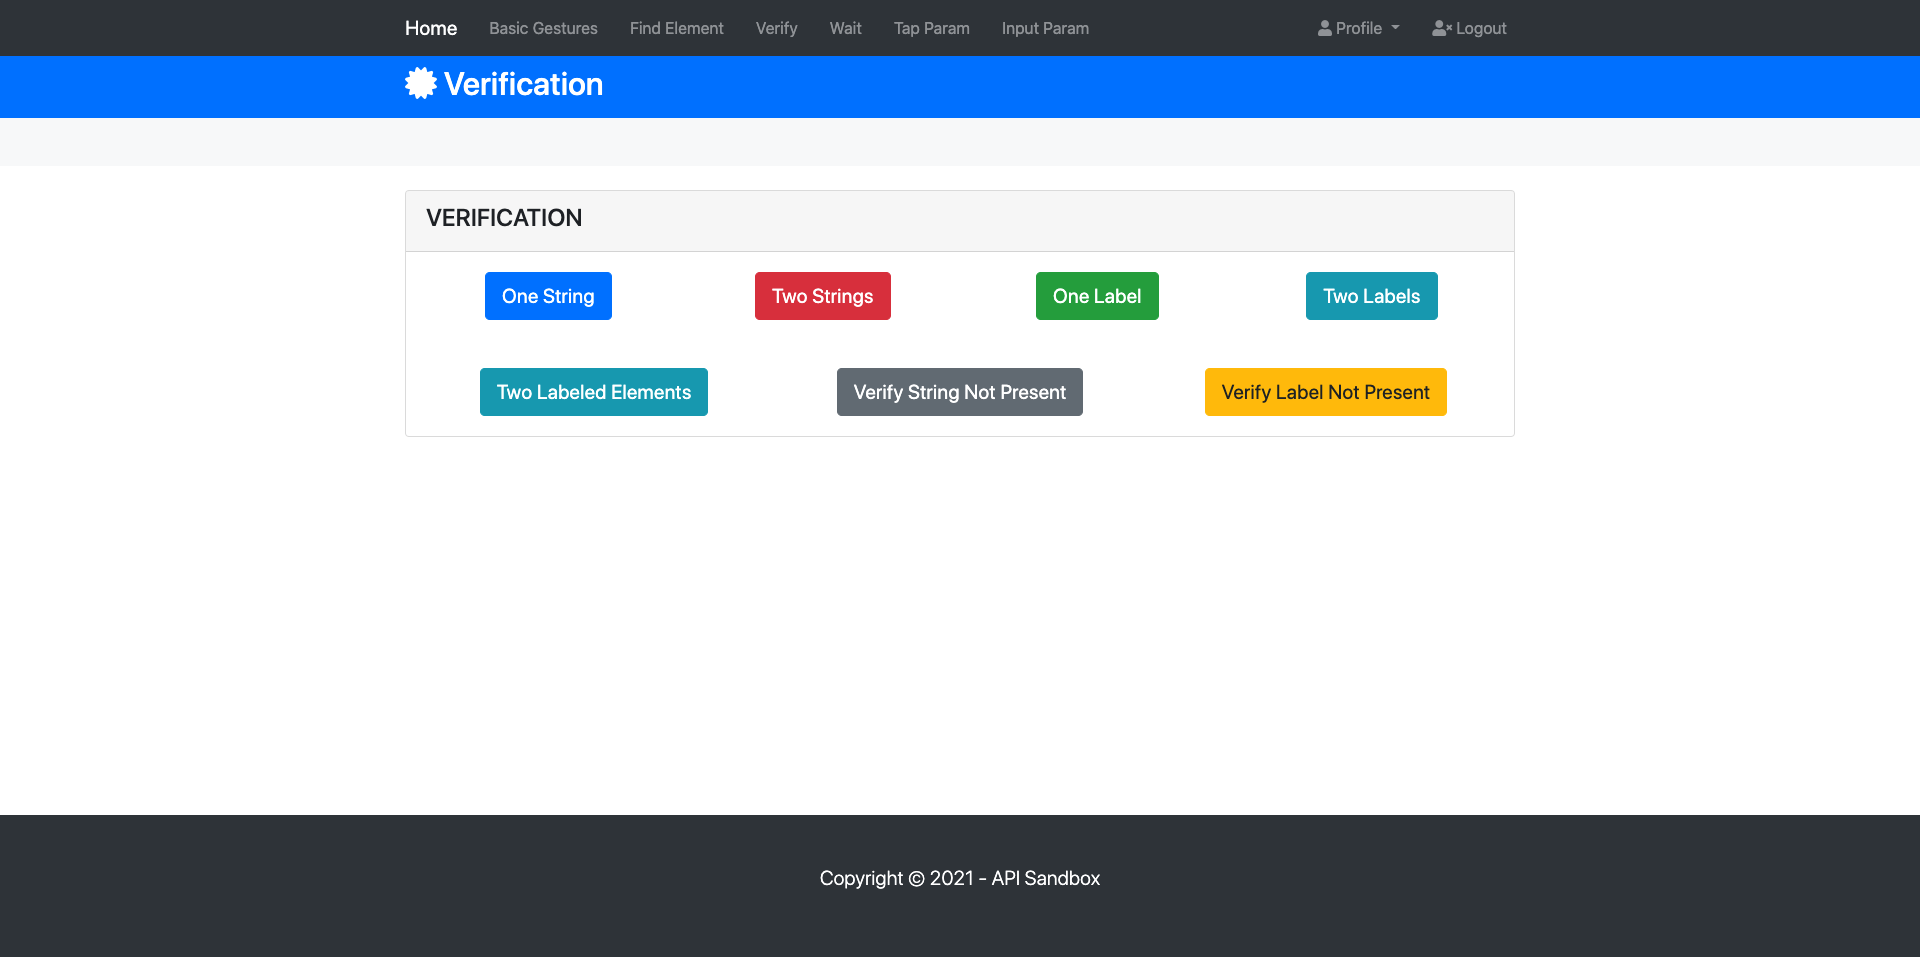 Home Basic Gestures Find Element Verify Wait Tap Param Input Param Profile Logout
Verification
VERIFICATION
One String Two Strings One Label Two Labels
Two Labeled Elements Verify String Not Present Verify Label Not Present
Copyright © 2021 - API Sandbox